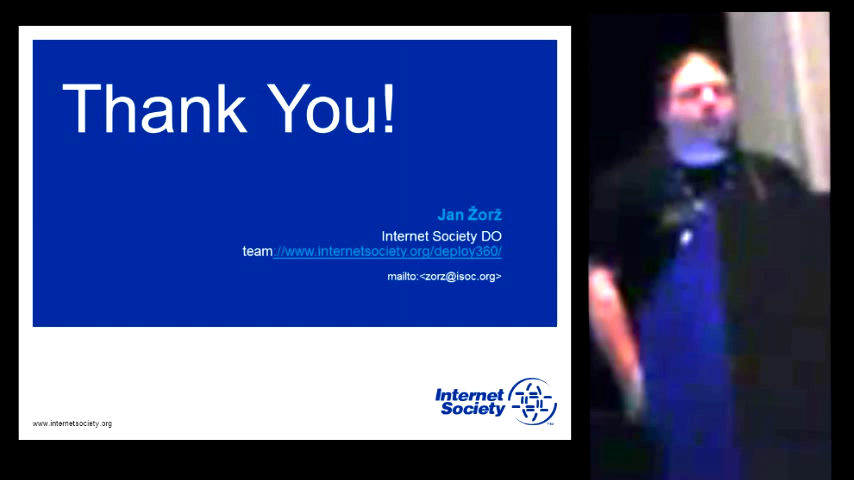 Thank You!
Jan Žorž
Internet Society DO
team://www.internetsociety.org/deploy360/
mailto:<zorz@isoc.org>
Internet
Society
www.internetsociety.org